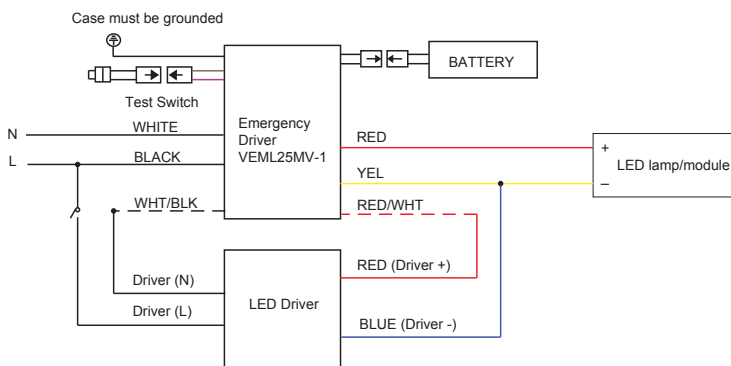 Case must be grounded
BATTERY
Test Switch
N
WHITE
Emergency
Driver
VEML25MV-1
RED
+
LED lamp/module
L
BLACK
YEL
–
WHT/BLK
RED/WHT
Driver (N)
RED (Driver +)
LED Driver
Driver (L)
BLUE (Driver -)